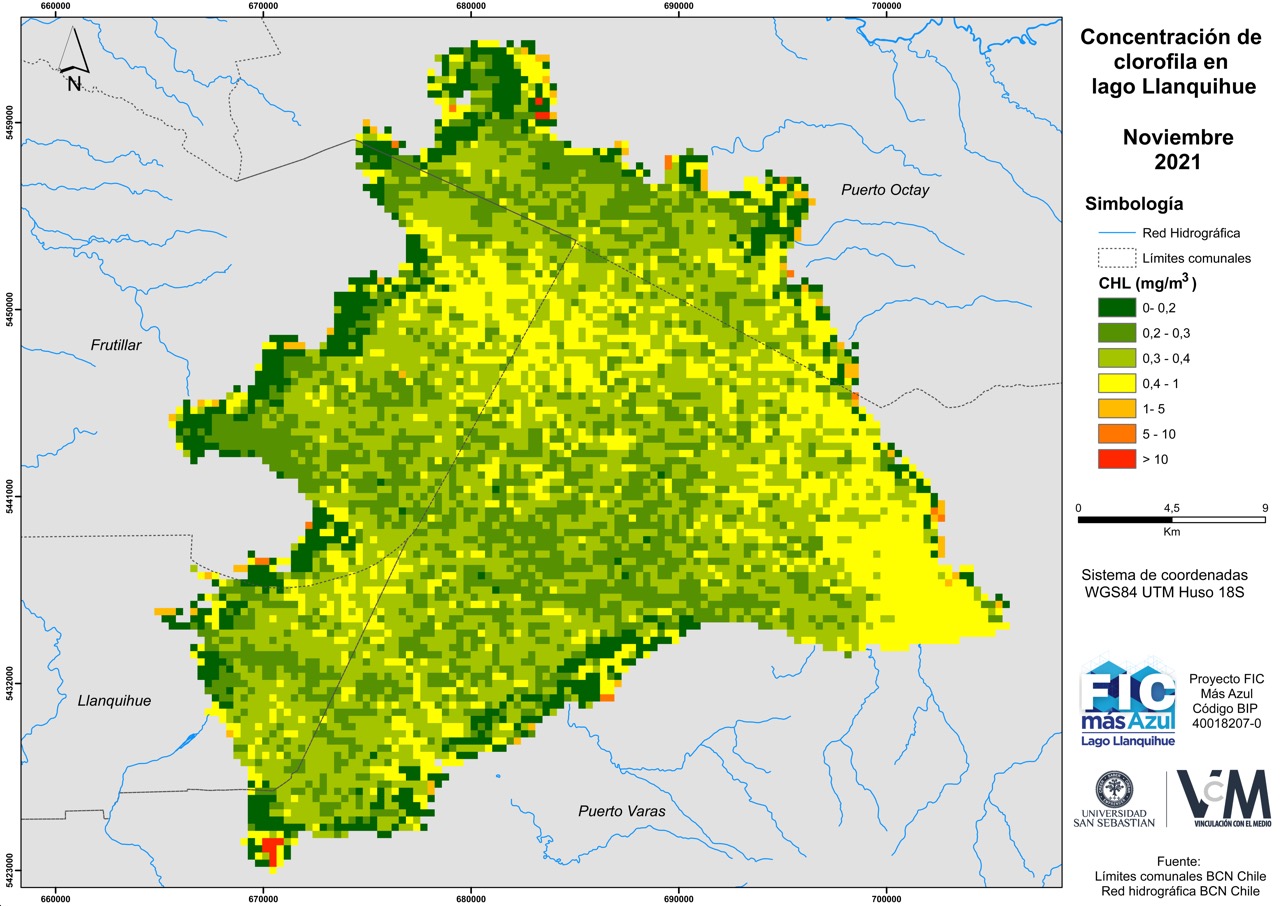 660000
670000
680000
690000
700000
N
5459000
5450000
5441000
5432000
5423000
Puerto Octay
Frutillar
Llanquihue
Puerto Varas
660000
670000
680000
690000
700000
Concentración de
clorofila en
lago Llanquihue
Noviembre
2021
Simbología
Red Hidrográfica
Límites comunales
CHL (mg/m³ )
0- 0,2
0,2 - 0,3
0,3 - 0,4
0,4 - 1
1- 5
5 - 10
> 10
0 4,5 9
Km
Sistema de coordenadas
WGS84 UTM Huso 18S
FIC
más Azul
Lago Llanquihue
Proyecto FIC
Más Azul
Código BIP
40018207-0
UNIVERSIDAD
SAN SEBASTIAN
VcM
VINCULACIÓN CON EL MEDIO
Fuente:
Límites comunales BCN Chile
Red hidrográfica BCN Chile